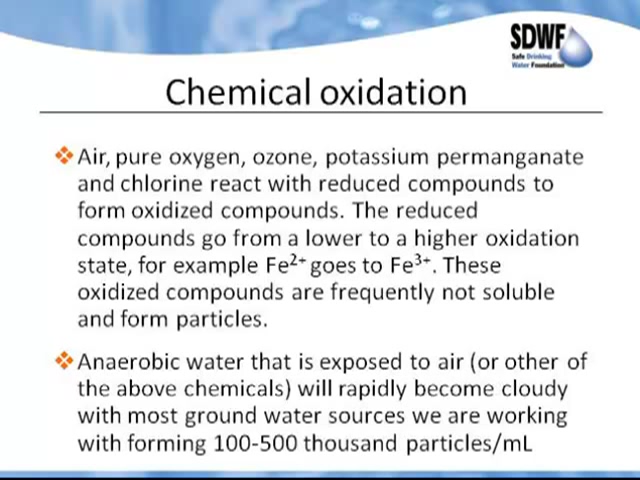 SDWF
Safe Drinking
Water Foundation
Chemical oxidation
❖ Air, pure oxygen, ozone, potassium permanganate
and chlorine react with reduced compounds to
form oxidized compounds. The reduced
compounds go from a lower to a higher oxidation
state, for example Fe²⁺ goes to Fe³⁺. These
oxidized compounds are frequently not soluble
and form particles.
❖ Anaerobic water that is exposed to air (or other of
the above chemicals) will rapidly become cloudy
with most ground water sources we are working
with forming 100-500 thousand particles/mL